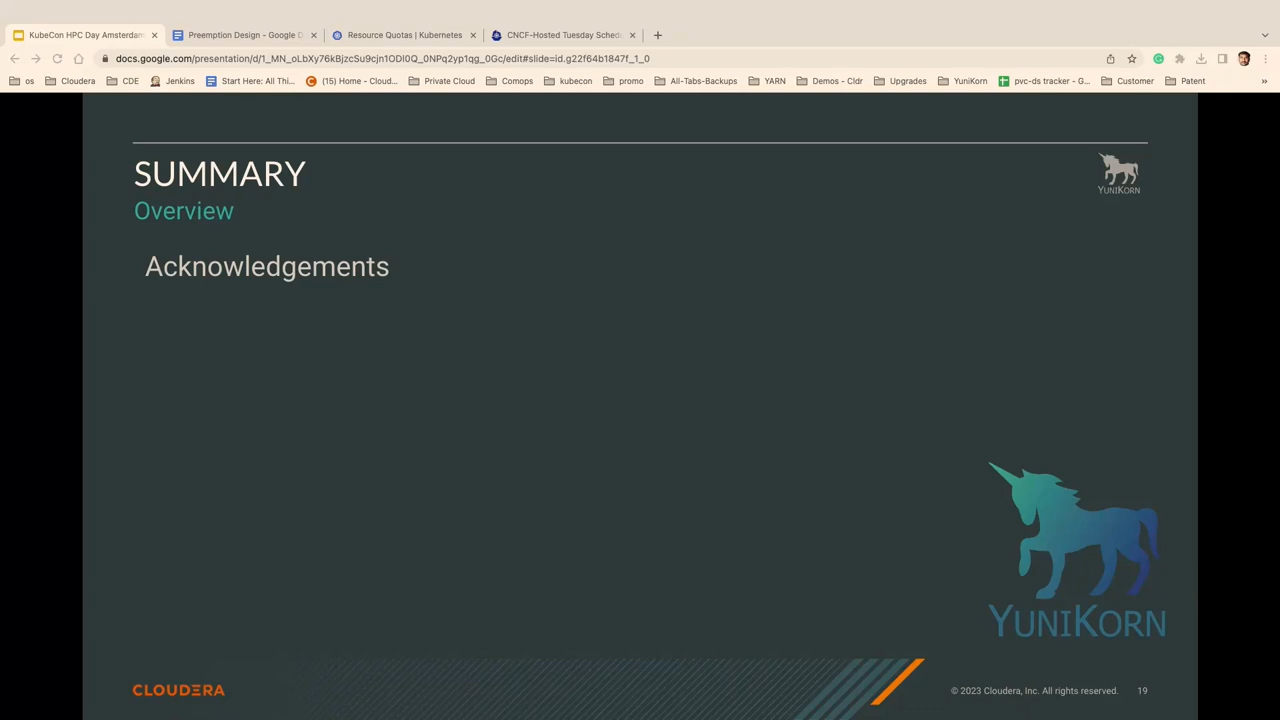 KubeCon HPC Day Amsterdam
Preemption Design - Google D
Resource Quotas | Kubernetes
CNCF-Hosted Tuesday Schedu
docs.google.com/presentation/d/1_MN_oLbXy76kBjzcSu9cjn1ODl0Q_0NPq2yp1qg_0Gc/edit#slide=id.g22f64b1847f_1_0
os Cloudera CDE Jenkins Start Here: All Thi... (15) Home - Cloud... Private Cloud Comops kubecon promo All-Tabs-Backups YARN Demos - Cldr Upgrades YuniKorn pvc-ds tracker - G... Customer Patent »
SUMMARY
YUNIKORN
Overview
Acknowledgements
YUNIKORN
CLOUDERA
© 2023 Cloudera, Inc. All rights reserved. 19